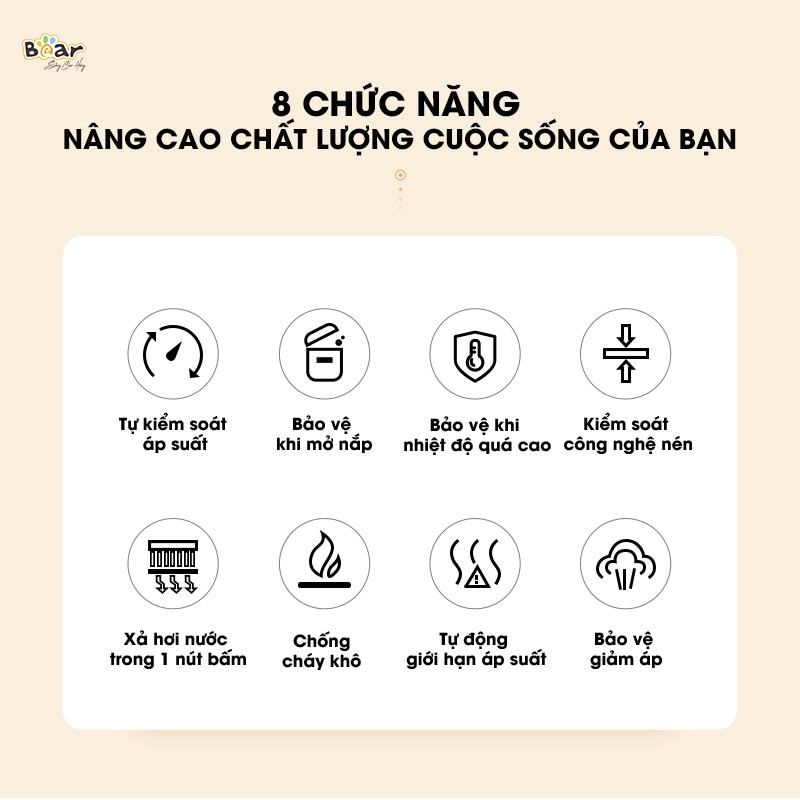 Bear
8 CHỨC NĂNG
NÂNG CAO CHẤT LƯỢNG CUỘC SỐNG CỦA BẠN
Tự kiểm soát
áp suất
Bảo vệ
khi mở nắp
Bảo vệ khi
nhiệt độ quá cao
Kiểm soát
công nghệ nén
Xả hơi nước
trong 1 nút bấm
Chống
cháy khô
Tự động
giới hạn áp suất
Bảo vệ
giảm áp